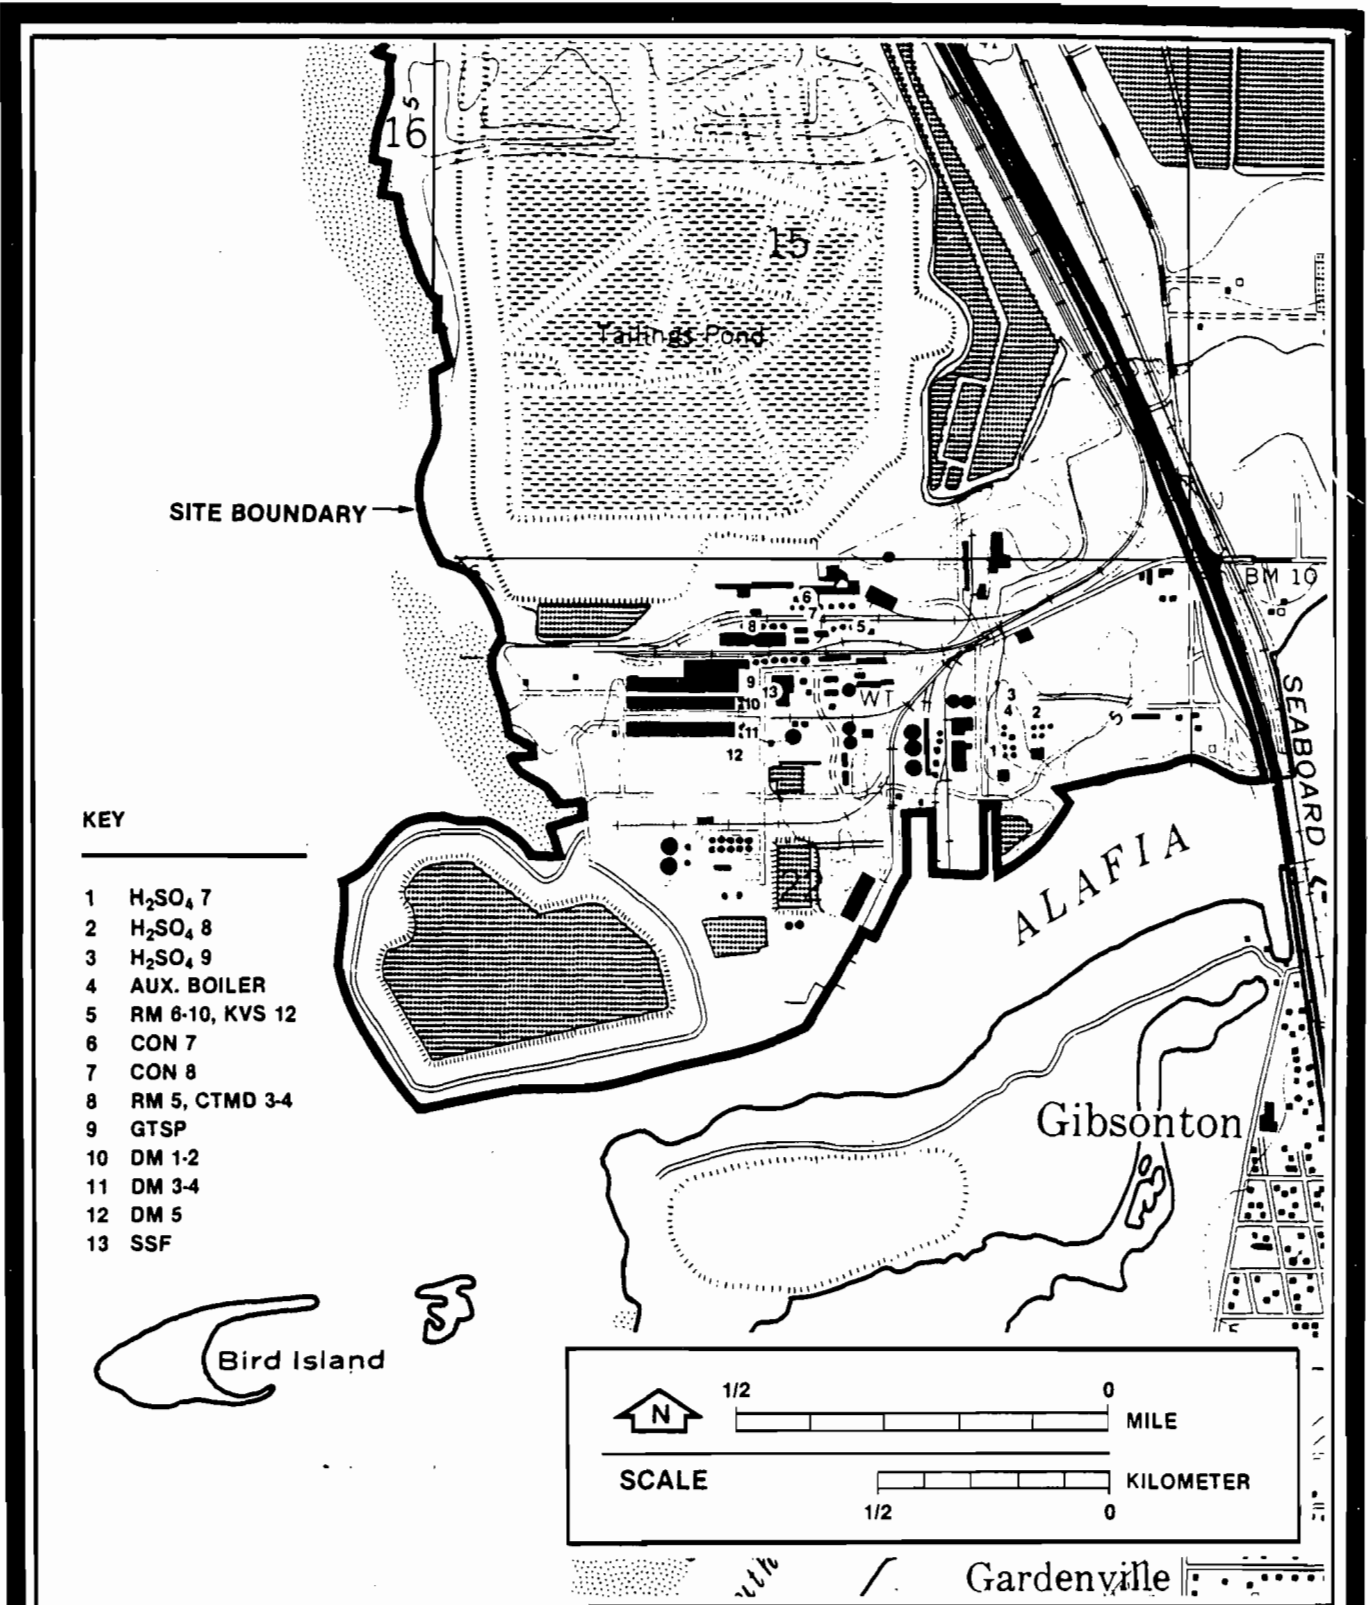 41
5
16
15
Tailings Pond
SITE BOUNDARY
BM 10
6
7
8
5
9
13
10
WT
3
4
2
5
11
12
1
SEABOARD
KEY
1 H₂SO₄ 7
2 H₂SO₄ 8
3 H₂SO₄ 9
4 AUX. BOILER
5 RM 6-10, KVS 12
6 CON 7
7 CON 8
8 RM 5, CTMD 3-4
9 GTSP
10 DM 1-2
11 DM 3-4
12 DM 5
13 SSF
21
ALAFIA
Gibsonton
Bird Island
N
1/2 0
MILE
SCALE
KILOMETER
1/2 0
Gardenville